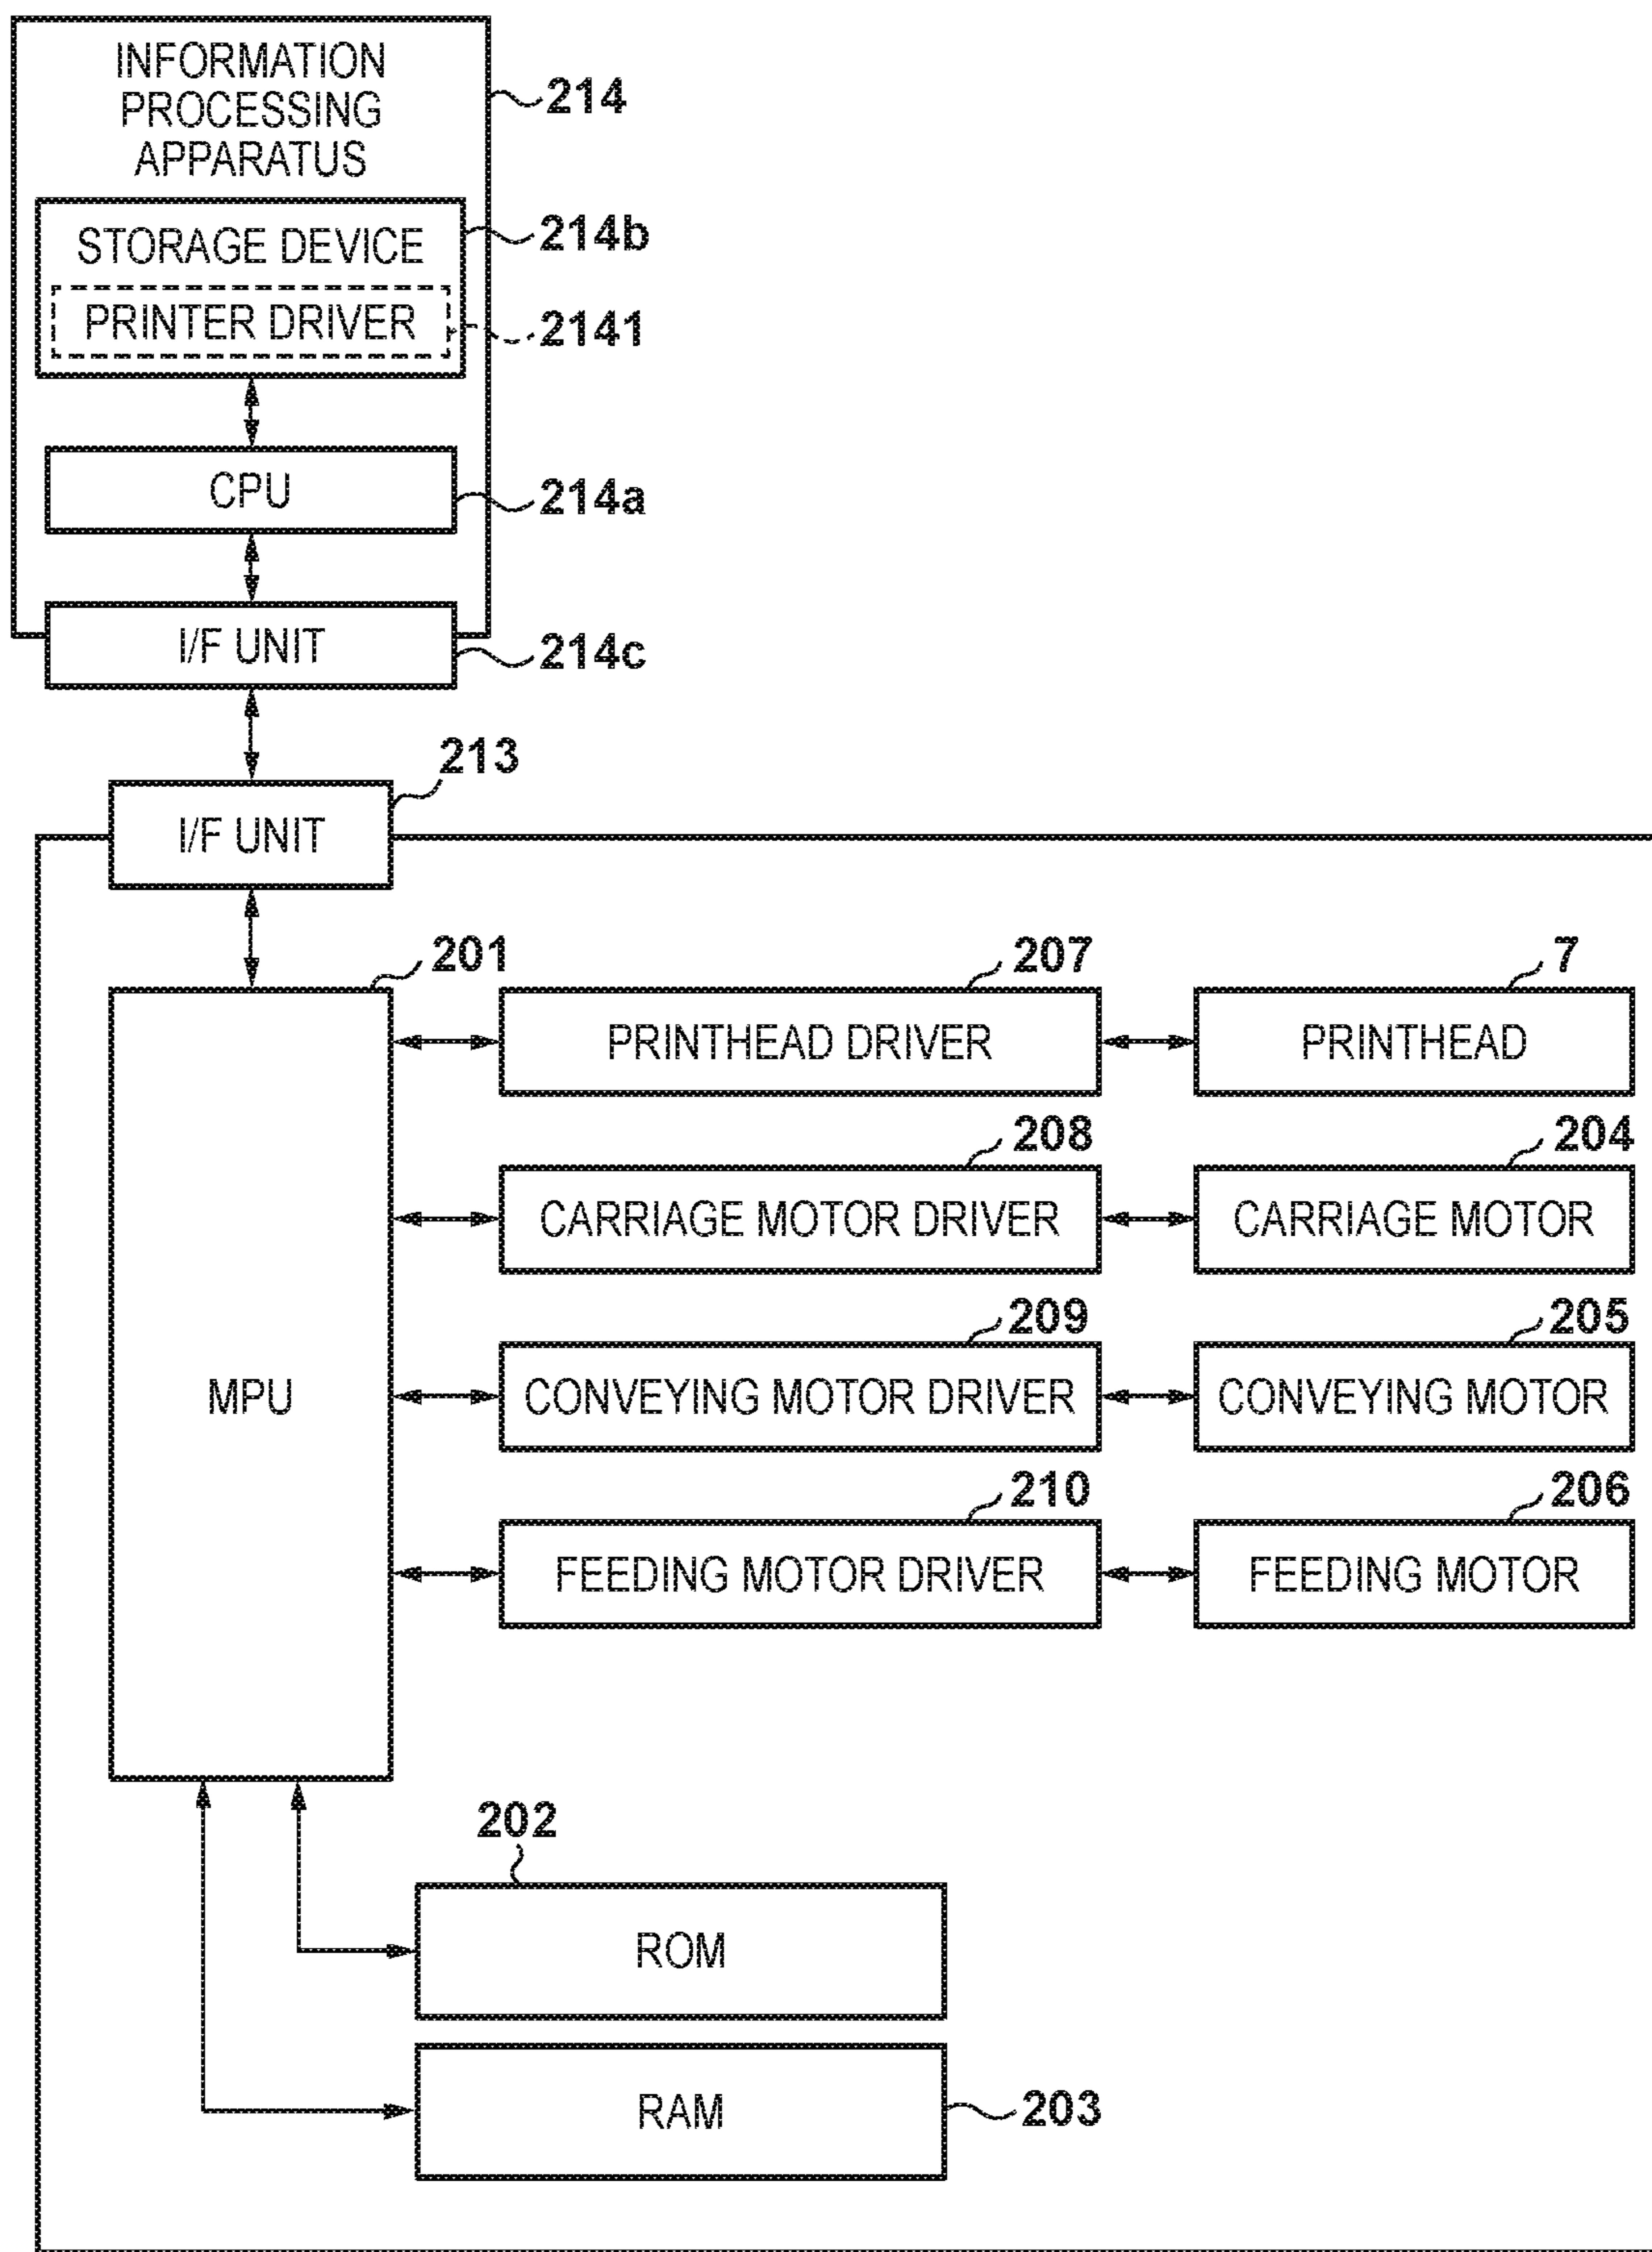 INFORMATION
PROCESSING
APPARATUS
214
STORAGE DEVICE
214b
PRINTER DRIVER
2141
CPU
214a
I/F UNIT
214c
213
I/F UNIT
201
207
7
MPU
PRINTHEAD DRIVER
PRINTHEAD
208
204
CARRIAGE MOTOR DRIVER
CARRIAGE MOTOR
209
205
CONVEYING MOTOR DRIVER
CONVEYING MOTOR
210
206
FEEDING MOTOR DRIVER
FEEDING MOTOR
202
ROM
RAM
203